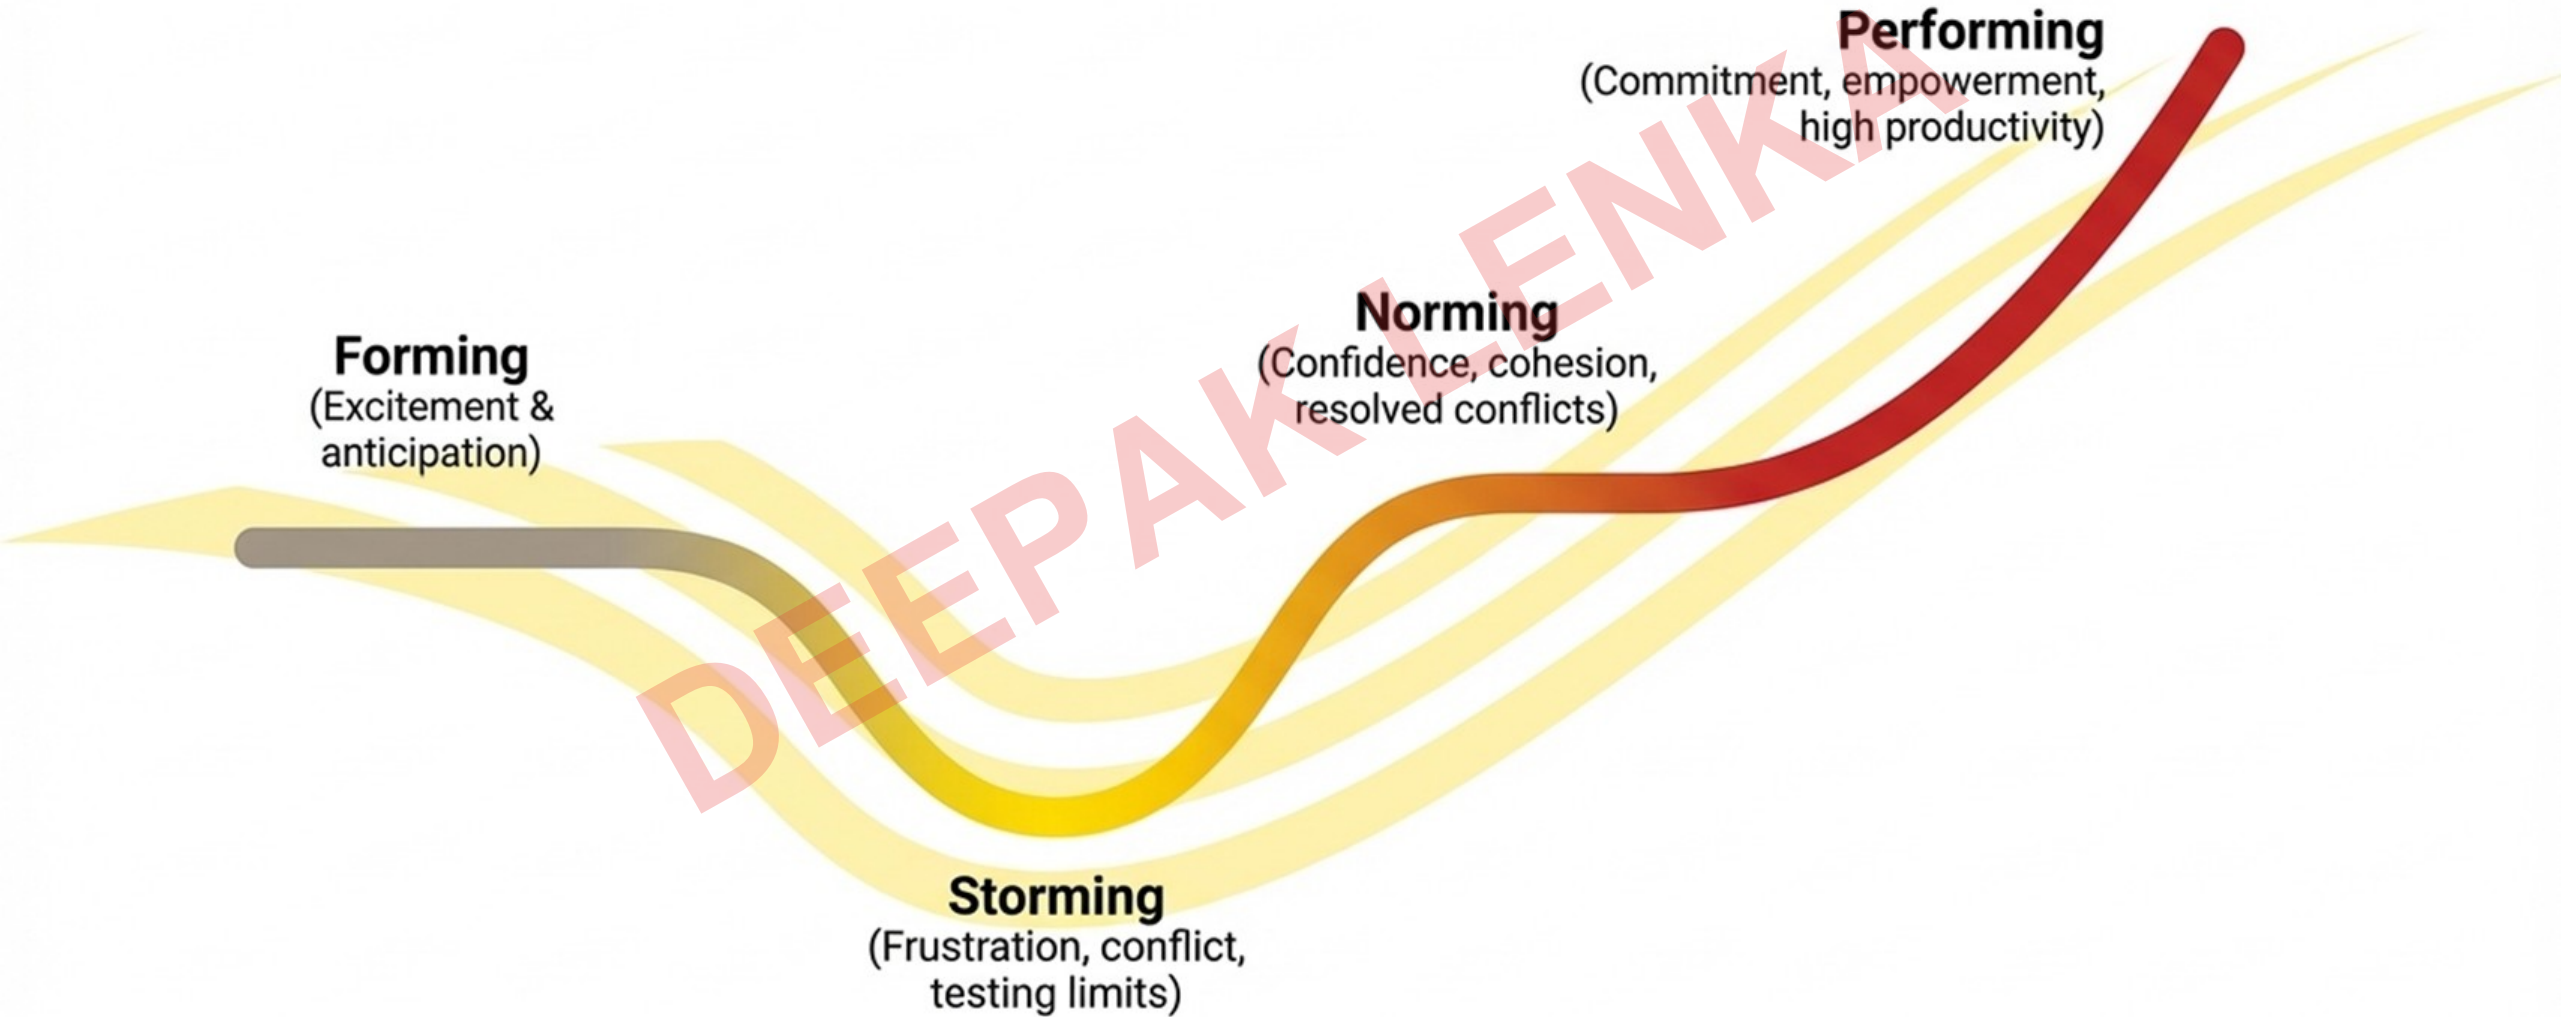 Forming
(Excitement &
anticipation)
Storming
(Frustration, conflict,
testing limits)
Norming
(Confidence, cohesion,
resolved conflicts)
Performing
(Commitment, empowerment,
high productivity)
DEEPAK LENKA